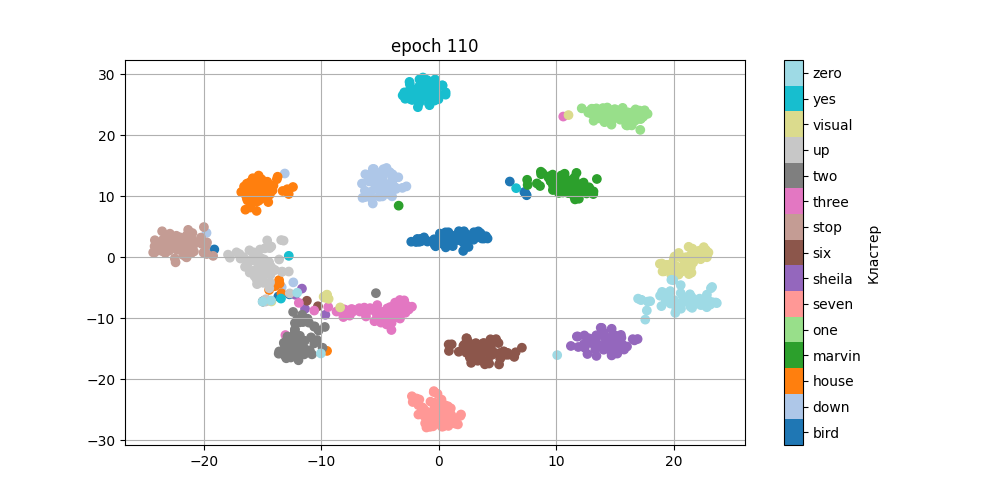 epoch 110
30
20
10
0
−10
−20
−30
−20
−10
0
10
20
zero
yes
visual
up
two
three
stop
six
sheila
seven
one
marvin
house
down
bird
Кластер